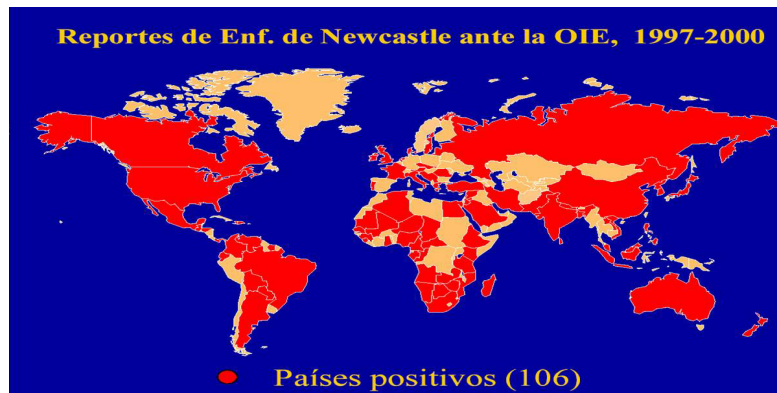 Reportes de Enf. de Newcastle ante la OIE, 1997-2000
Países positivos (106)